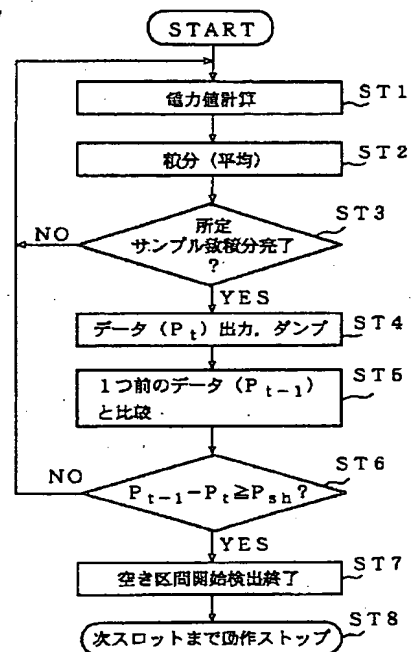 START
電力値計算
ST1
積分(平均)
ST2
所定
サンプル数積分完了
?
ST3
NO
YES
データ(Pt)出力,ダンプ
ST4
1つ前のデータ(Pt-1)
と比較
ST5
Pt-1-Pt≧Psh?
ST6
NO
YES
空き区間開始検出終了
ST7
次スロットまで動作ストップ
ST8